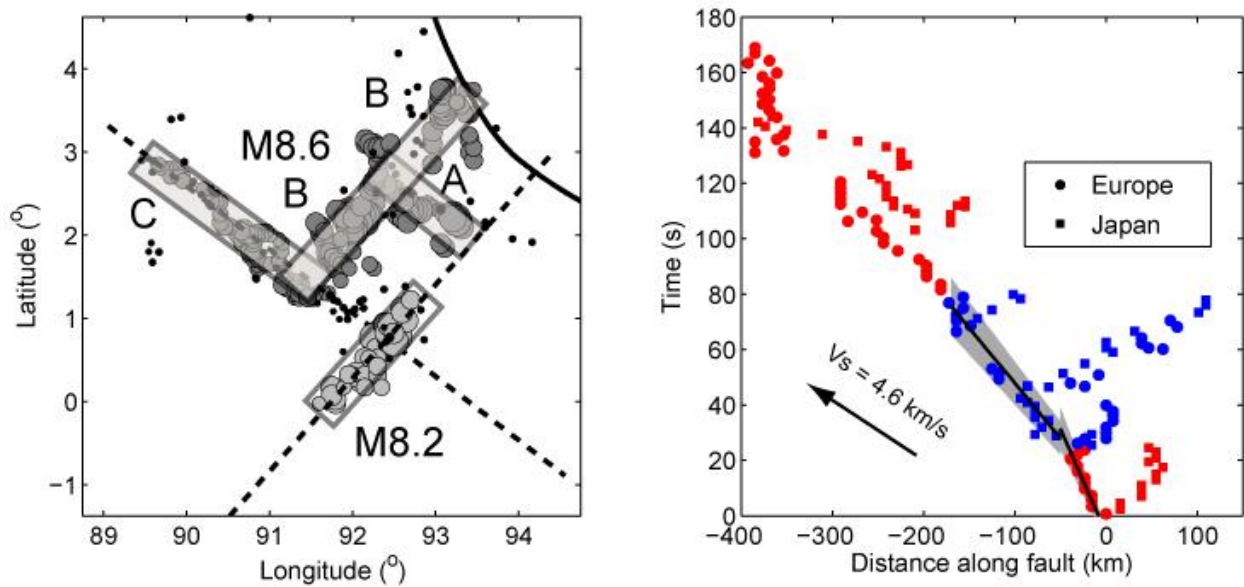 4
3
2
1
0
−1
89
90
91
92
93
94
Latitude (°)
Longitude (°)
B
M8.6
A
B
C
M8.2
180
160
140
120
100
80
60
40
20
0
−400
−300
−200
−100
0
100
Time (s)
Distance along fault (km)
Europe
Japan
Vs = 4.6 km/s